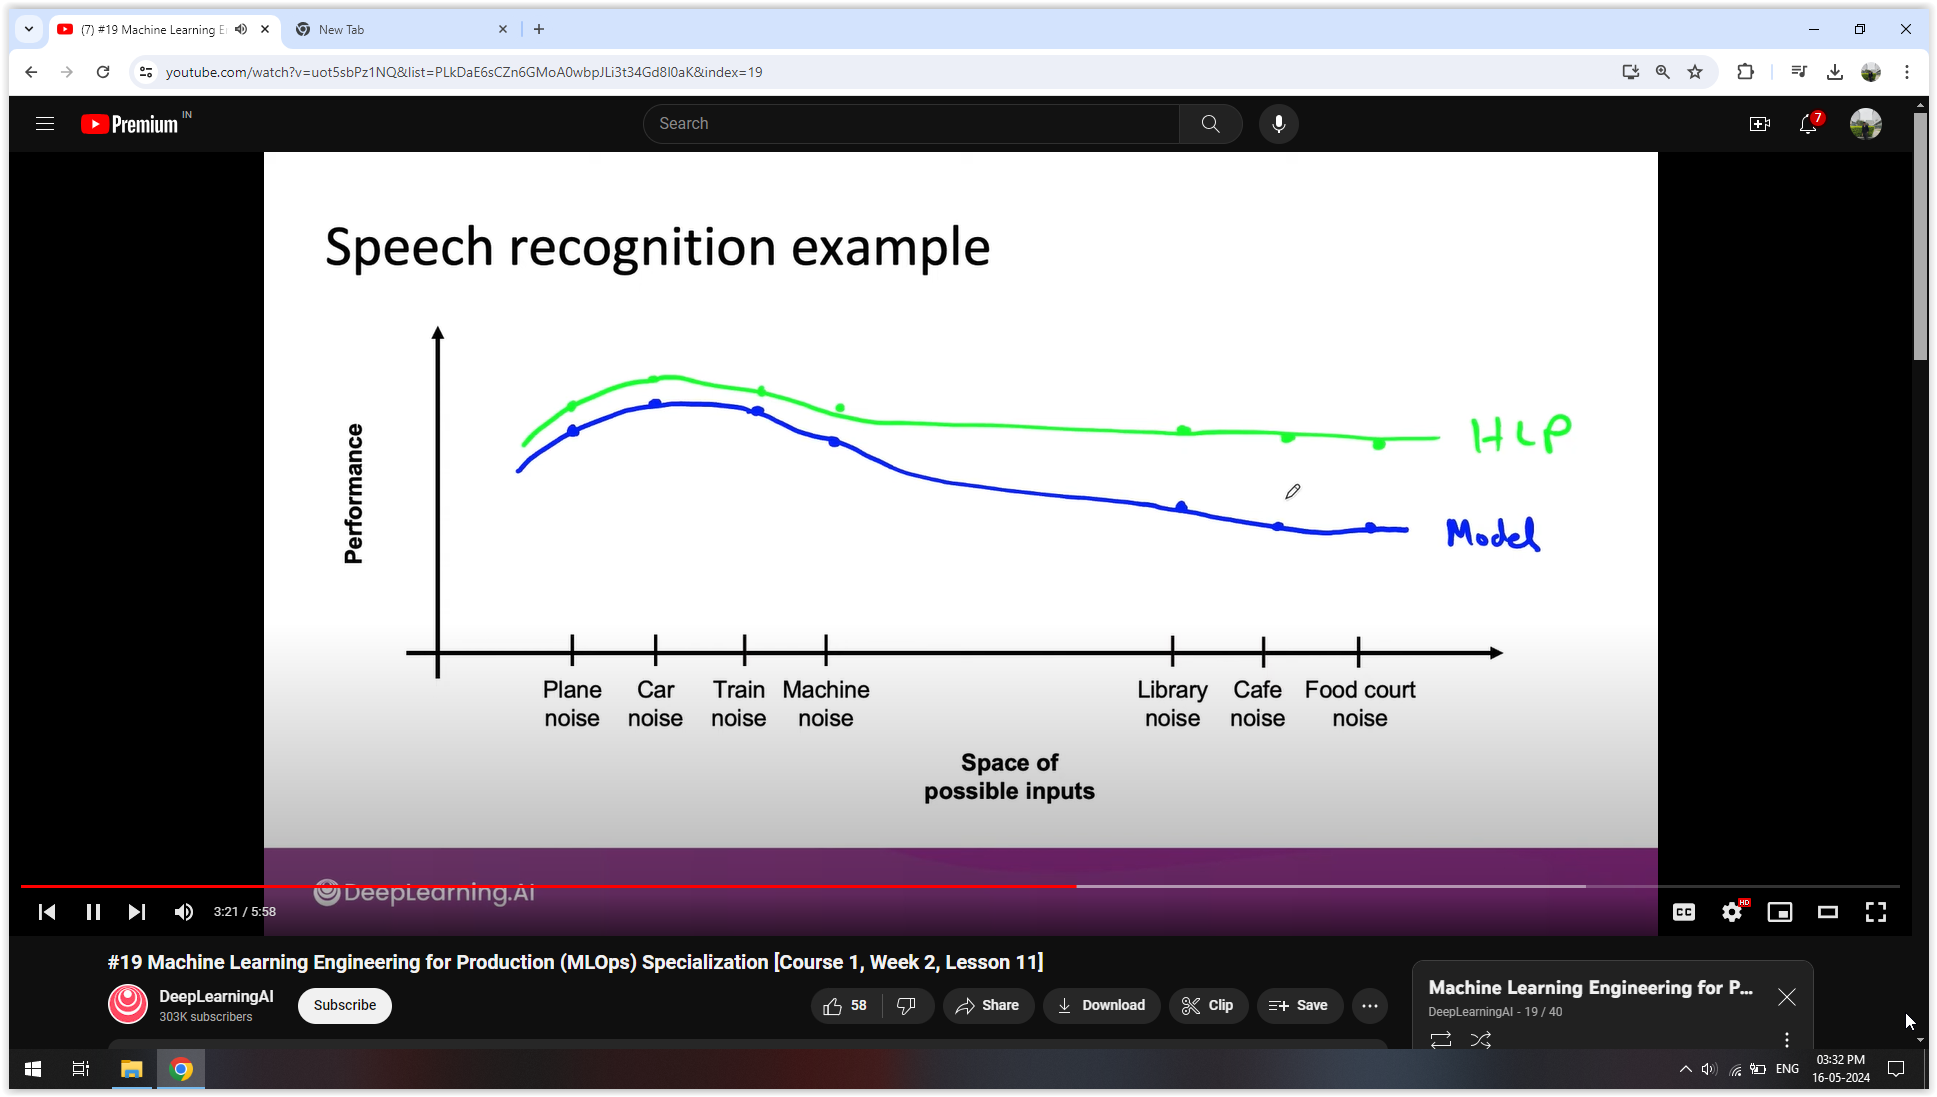 (7) #19 Machine Learning E
New Tab
youtube.com/watch?v=uot5sbPz1NQ&list=PLkDaE6sCZn6GMoA0wbpJLi3t34Gd8l0aK&index=19
Premium IN
Search
7
Speech recognition example
Performance
HLP
Model
Plane noise
Car noise
Train noise
Machine noise
Library noise
Cafe noise
Food court noise
Space of
possible inputs
DeepLearning.AI
3:21 / 5:58
CC
HD
#19 Machine Learning Engineering for Production (MLOps) Specialization [Course 1, Week 2, Lesson 11]
DeepLearningAI
303K subscribers
Subscribe
58
Share
Download
Clip
Save
Machine Learning Engineering for P...
DeepLearningAI - 19 / 40
ENG
03:32 PM
16-05-2024